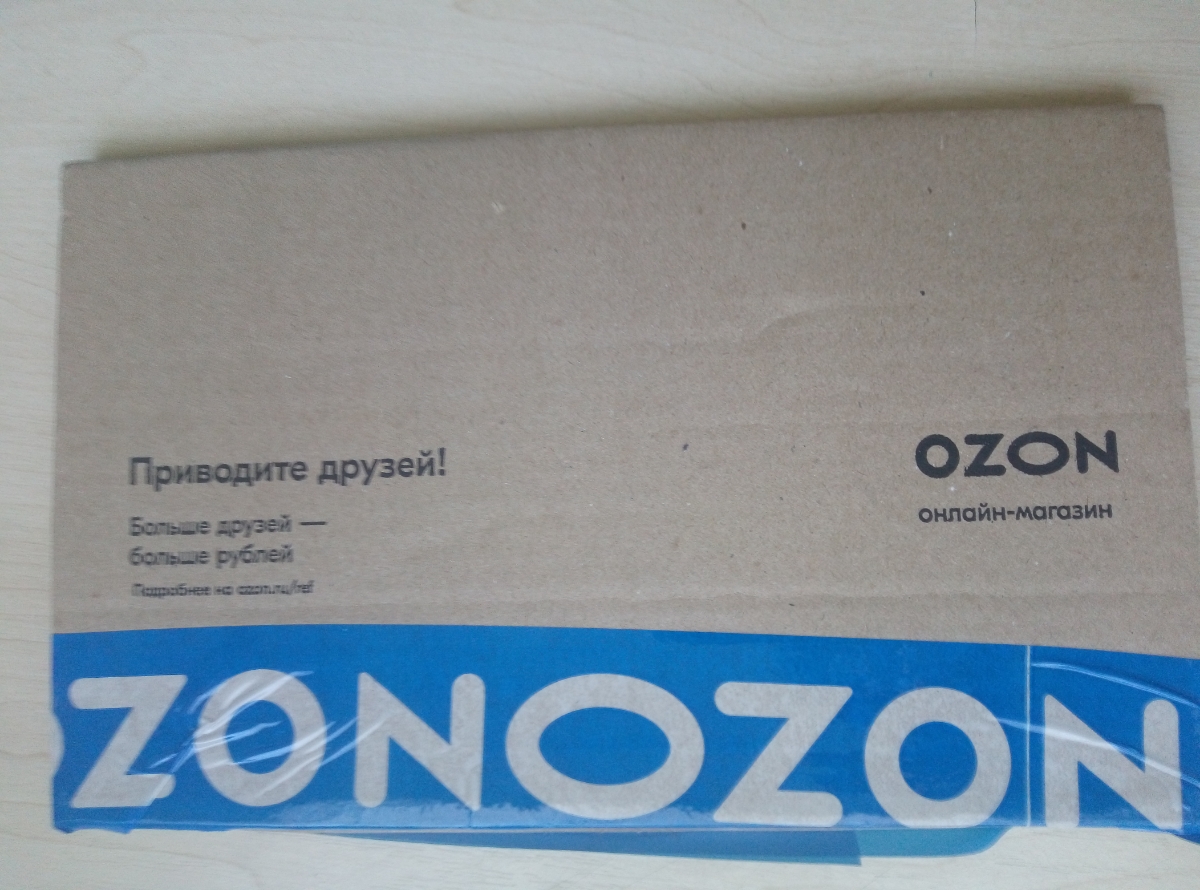 Приводите друзей!
Больше друзей —
больше рублей
Подробнее на ozon.ru/ref
OZON
онлайн-магазин
ZONOZON